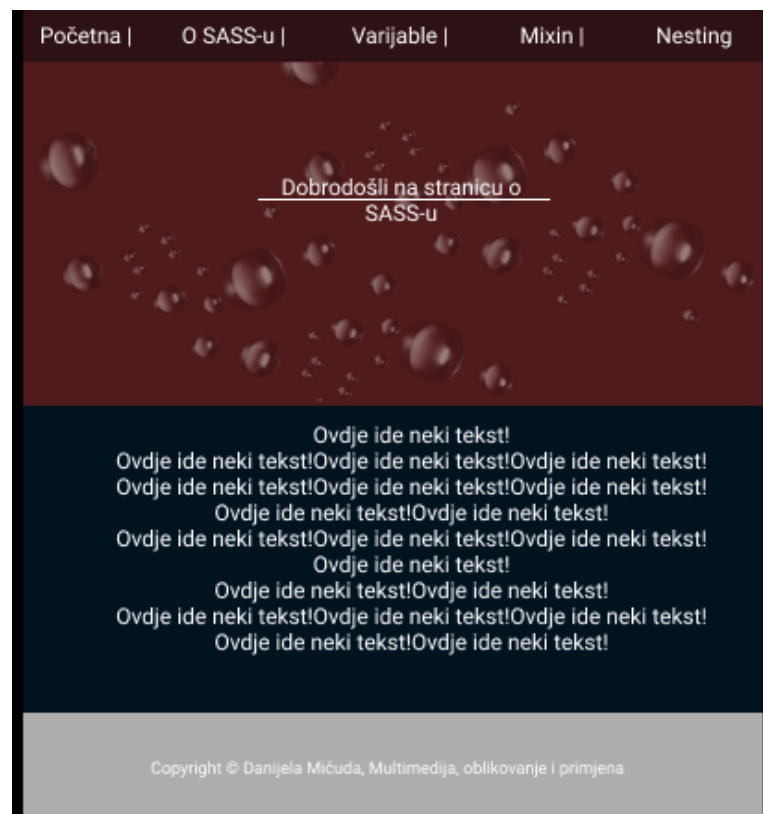 Početna | O SASS-u | Varijable | Mixin | Nesting
Dobrodošli na stranicu o
SASS-u
Ovdje ide neki tekst!
Ovdje ide neki tekst!Ovdje ide neki tekst!Ovdje ide neki tekst!
Ovdje ide neki tekst!Ovdje ide neki tekst!Ovdje ide neki tekst!
Ovdje ide neki tekst!Ovdje ide neki tekst!
Ovdje ide neki tekst!Ovdje ide neki tekst!Ovdje ide neki tekst!
Ovdje ide neki tekst!
Ovdje ide neki tekst!Ovdje ide neki tekst!
Ovdje ide neki tekst!Ovdje ide neki tekst!Ovdje ide neki tekst!
Ovdje ide neki tekst!Ovdje ide neki tekst!
Copyright © Danijela Mičuda, Multimedija, oblikovanje i primjena